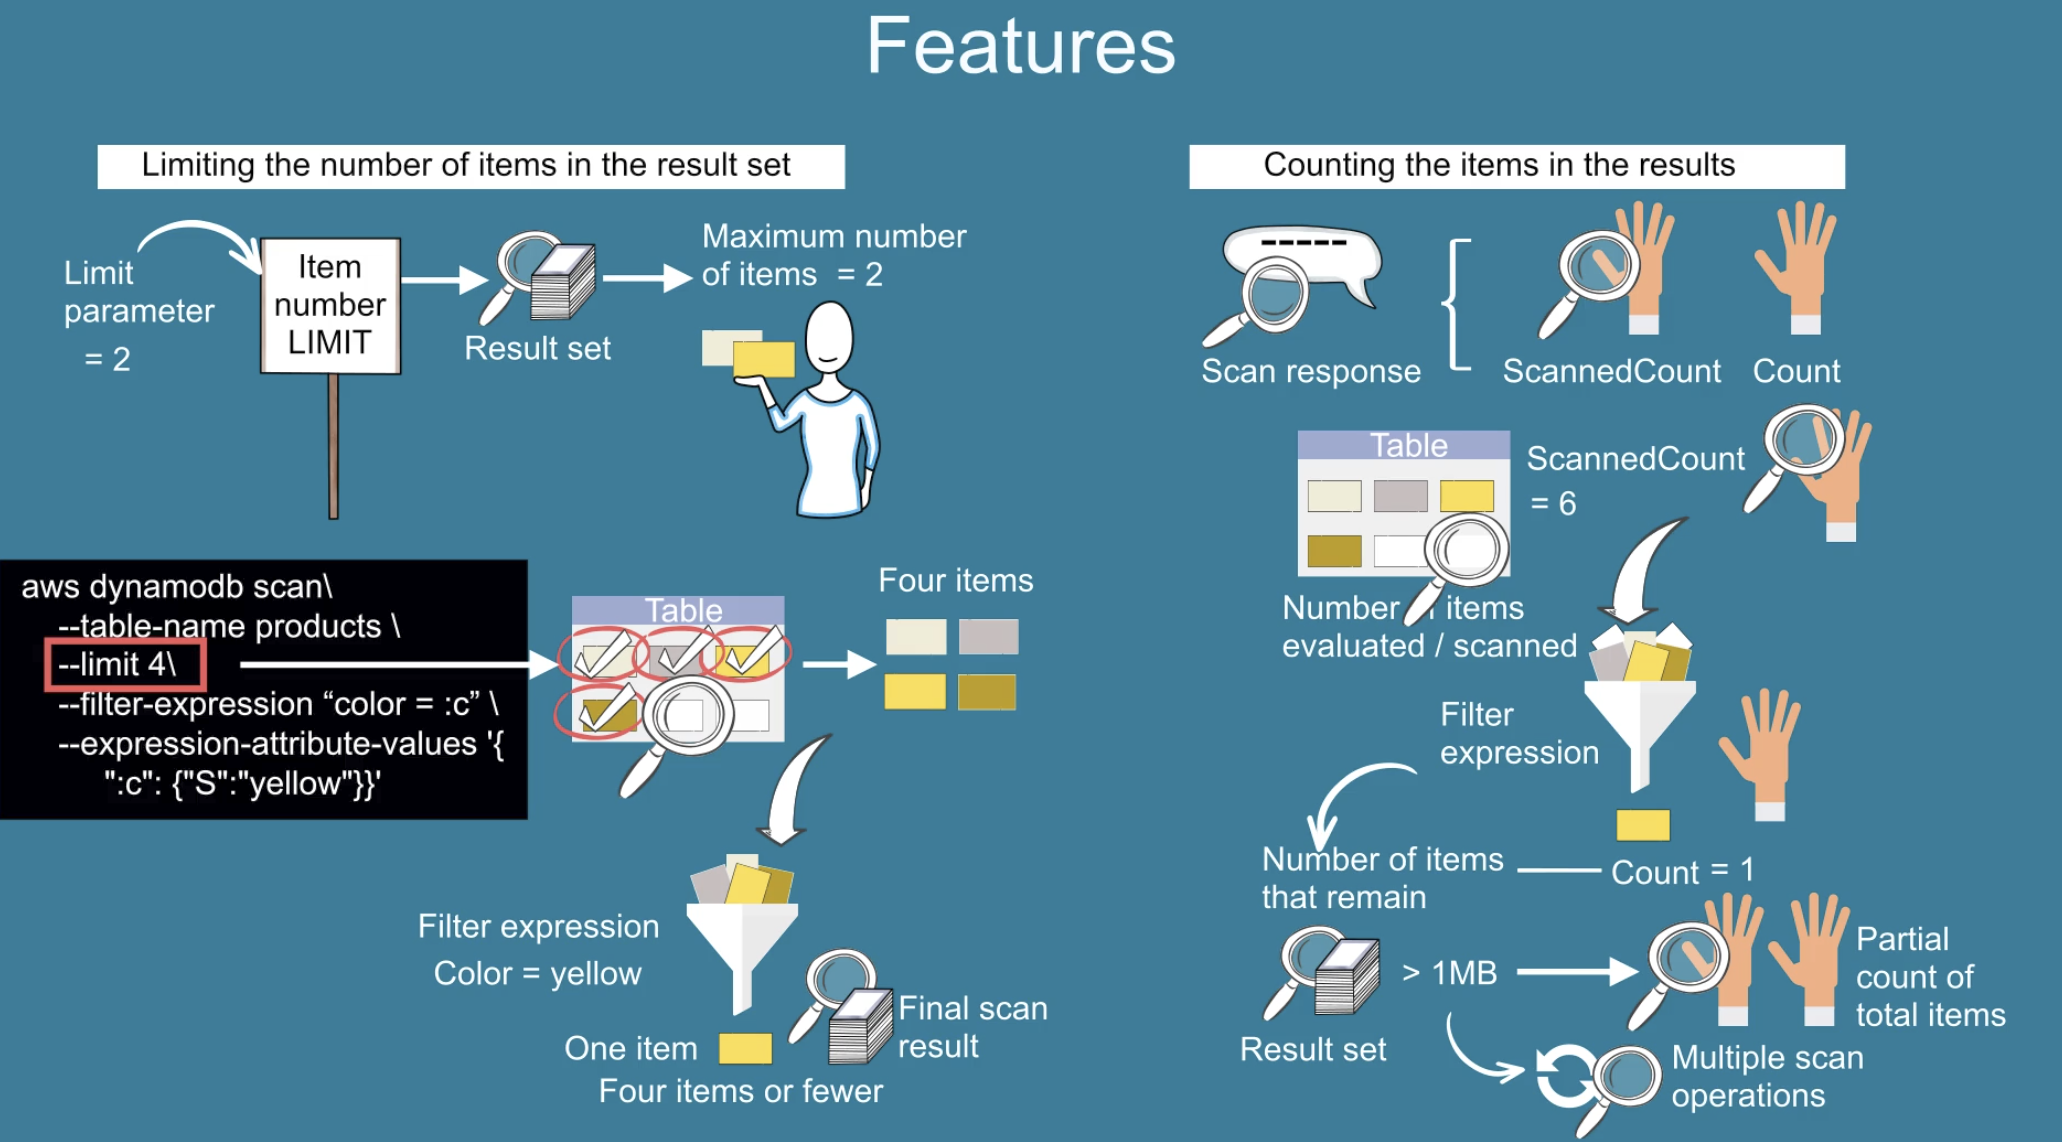 Features
Limiting the number of items in the result set
Limit
parameter
= 2
Item
number
LIMIT
Result set
Maximum number
of items = 2
aws dynamodb scan\
--table-name products \
--limit 4\
--filter-expression “color = :c” \
--expression-attribute-values '{
":c": {"S":"yellow"}}'
Table
Four items
Filter expression
Color = yellow
One item
Four items or fewer
Final scan
result
Counting the items in the results
Scan response
ScannedCount
Count
Table
ScannedCount
= 6
Number items
evaluated / scanned
Filter
expression
Number of items
that remain
Count = 1
Result set
> 1MB
Partial
count of
total items
Multiple scan
operations